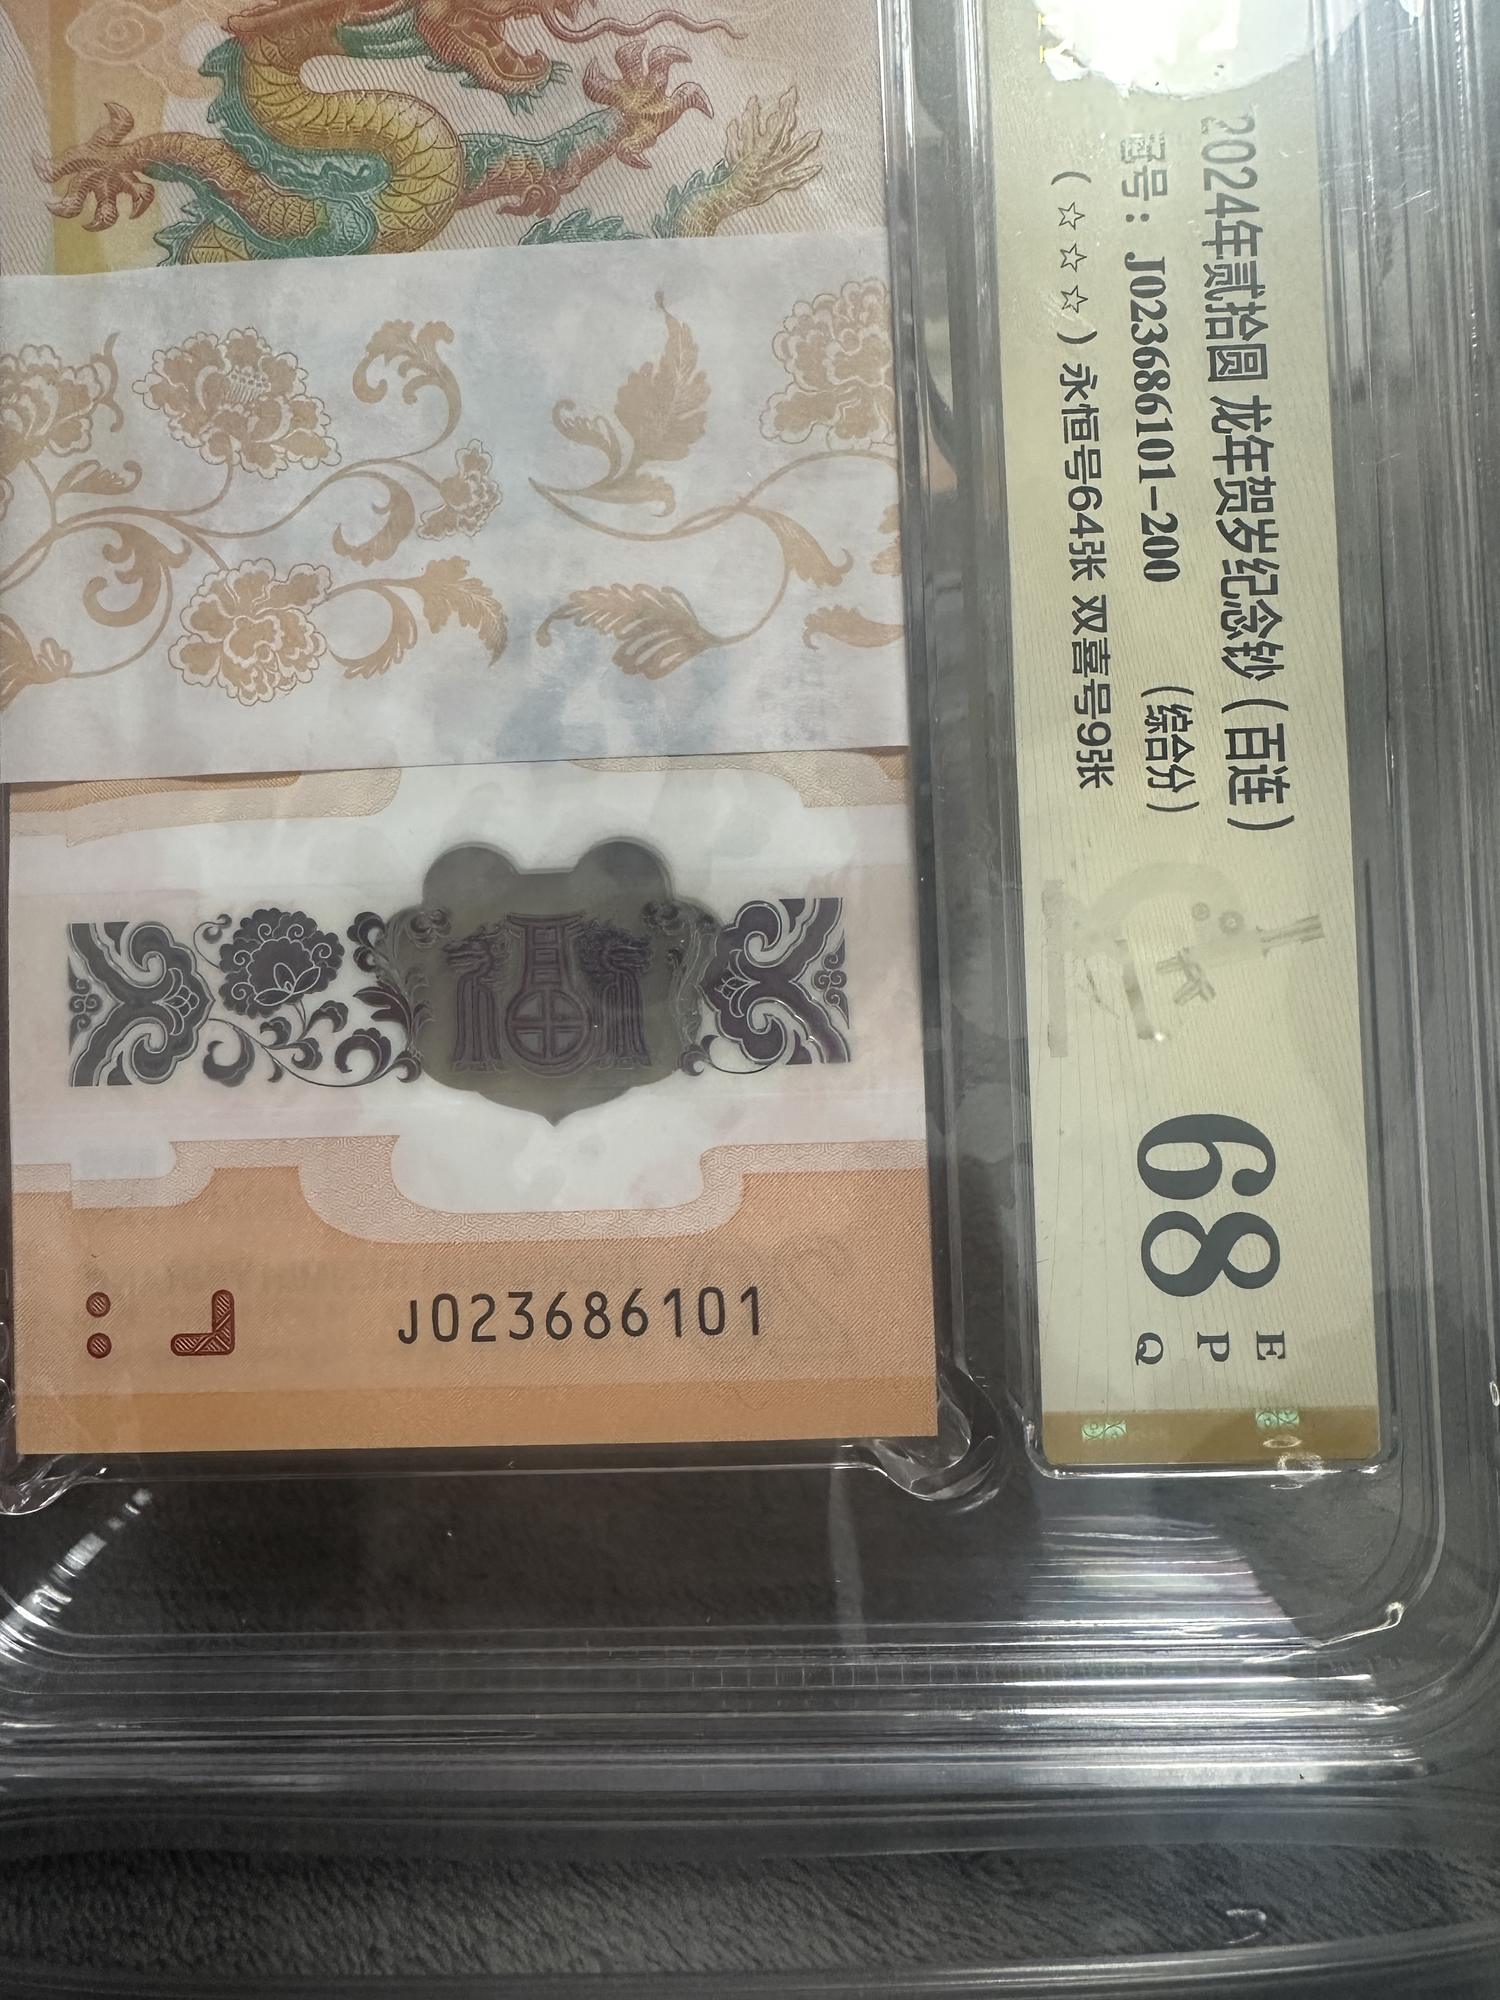 2024年贰拾圆 龙年贺岁纪念钞(百连)
冠号：J023686101-200 (综合分)
(☆☆☆)永恒号64张 双喜号9张
68
E
P
Q
J023686101